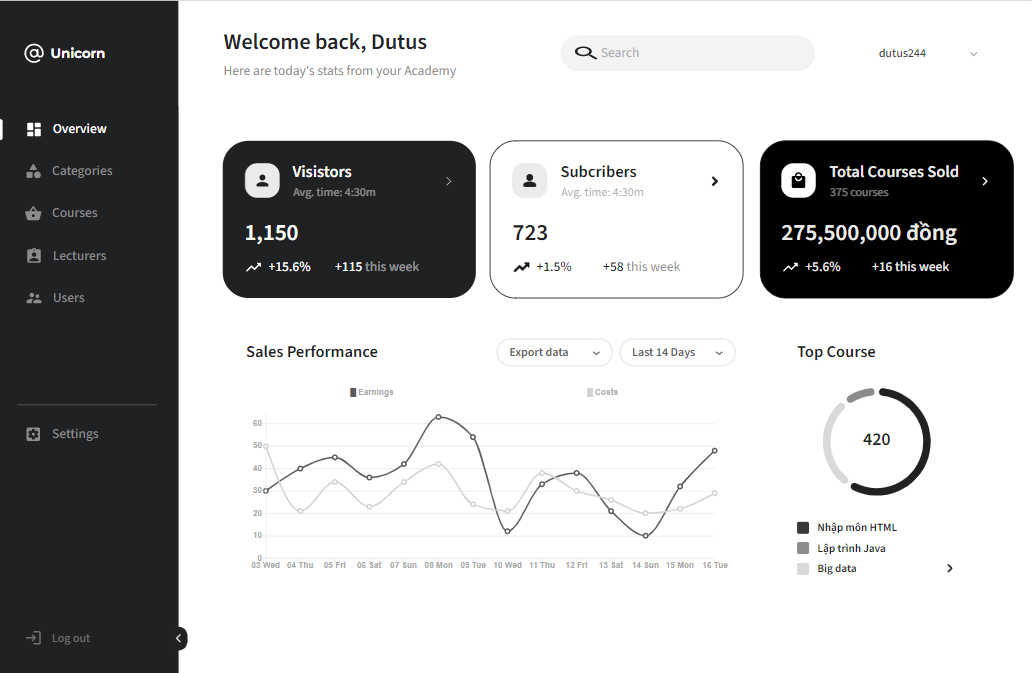 Unicorn
Overview
Categories
Courses
Lecturers
Users
Settings
Log out
Welcome back, Dutus
Here are today's stats from your Academy
Search
dutus244
Visistors
Avg. time: 4:30m
1,150
+15.6% +115 this week
Subcribers
Avg. time: 4:30m
723
+1.5% +58 this week
Total Courses Sold
375 courses
275,500,000 đồng
+5.6% +16 this week
Sales Performance
Export data
Last 14 Days
Earnings Costs
60
50
40
30
20
10
0
03 Wed 04 Thu 05 Fri 06 Sat 07 Sun 08 Mon 09 Tue 10 Wed 11 Thu 12 Fri 13 Sat 14 Sun 15 Mon 16 Tue
Top Course
420
Nhập môn HTML
Lập trình Java
Big data